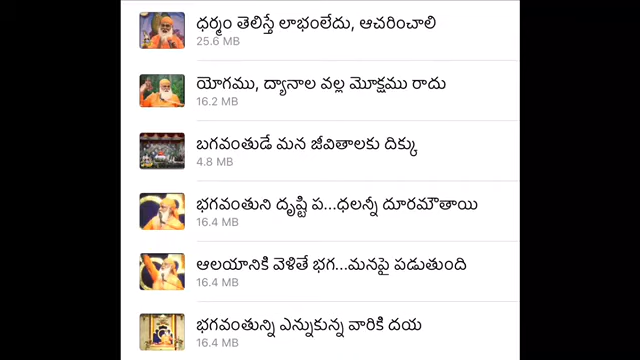 ధర్మం తెలిస్తే లాభంలేదు, ఆచరించాలి
25.6 MB
యోగము, ద్యానాల వల్ల మోక్షము రాదు
16.2 MB
బగవంతుడే మన జీవితాలకు దిక్కు
4.8 MB
భగవంతుని దృష్టి ప...ధలన్నీ దూరమౌతాయి
16.4 MB
ఆలయానికి వెళితే భగ...మనపై పడుతుంది
16.4 MB
భగవంతున్ని ఎన్నుకున్న వారికి దయ
16.4 MB